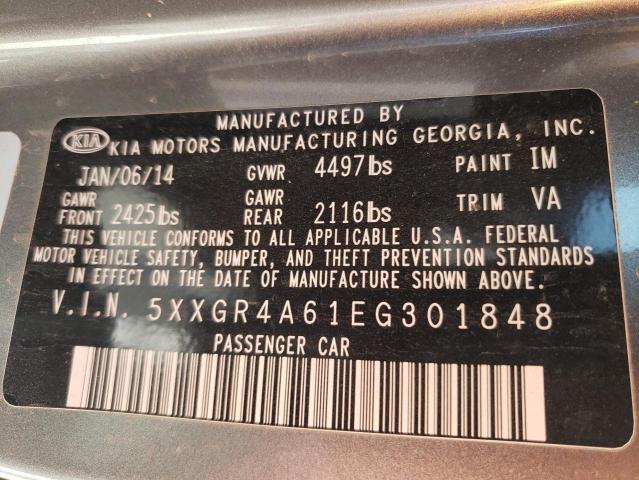 MANUFACTURED BY
KIA KIA MOTORS MANUFACTURING GEORGIA, INC.
JAN/06/14 GVWR 4497lbs PAINT IM
GAWR FRONT 2425lbs GAWR REAR 2116lbs TRIM VA
THIS VEHICLE CONFORMS TO ALL APPLICABLE U.S.A. FEDERAL
MOTOR VEHICLE SAFETY, BUMPER, AND THEFT PREVENTION STANDARDS
IN EFFECT ON THE DATE OF MANUFACTURE SHOWN ABOVE.
V.I.N. 5XXGR4A61EG301848
PASSENGER CAR